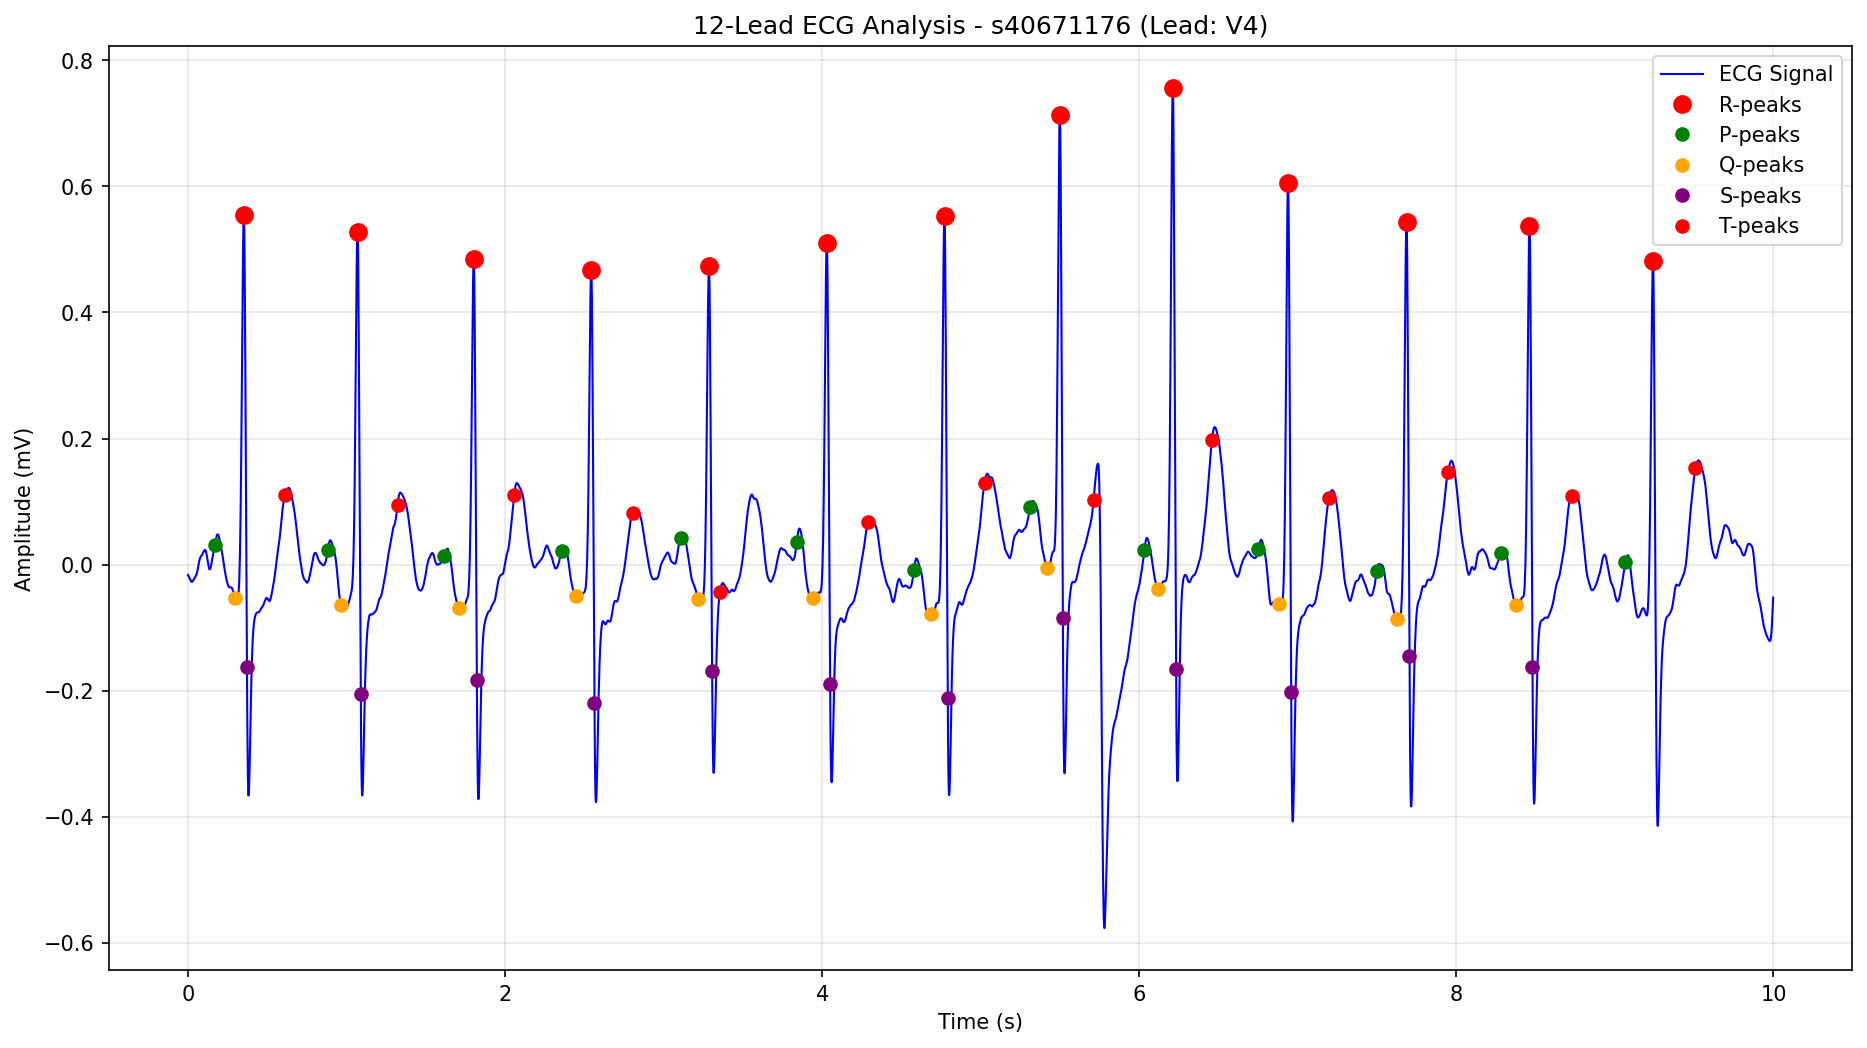 12-Lead ECG Analysis - s40671176 (Lead: V4)
ECG Signal
R-peaks
P-peaks
Q-peaks
S-peaks
T-peaks
0.8
0.6
0.4
0.2
0.0
−0.2
−0.4
−0.6
Amplitude (mV)
0 2 4 6 8 10
Time (s)